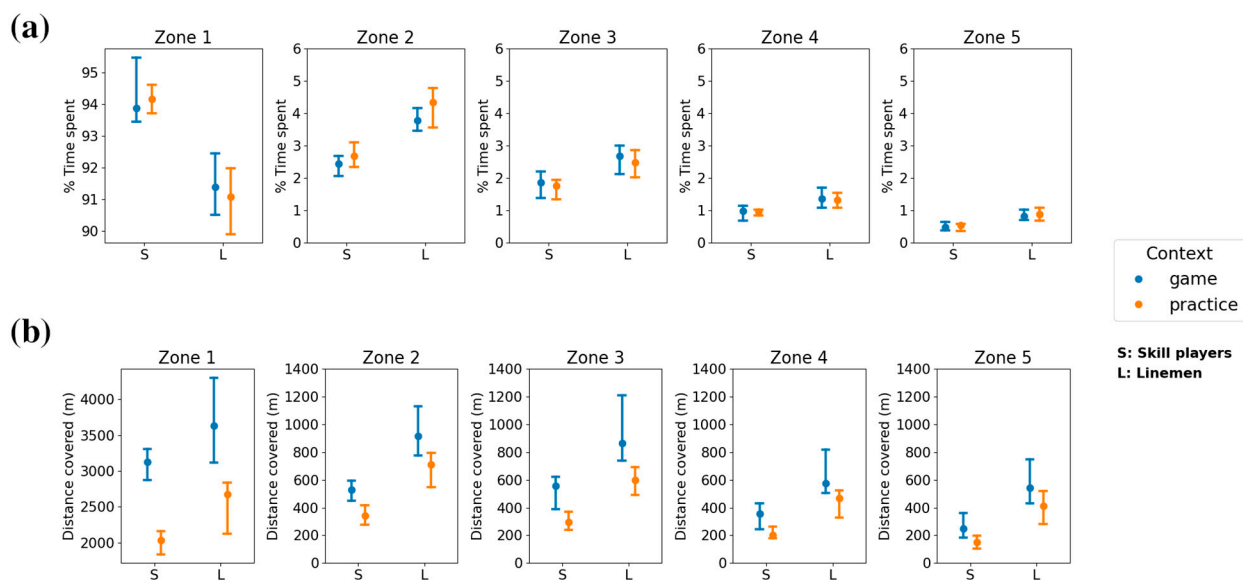 (a)
Zone 1 Zone 2 Zone 3 Zone 4 Zone 5
% Time spent % Time spent % Time spent % Time spent % Time spent
95 6 6 6 6
94 5 5 5 5
93 4 4 4 4
92 3 3 3 3
91 2 2 2 2
90 1 1 1 1
0 0 0 0
S L S L S L S L S L
Context
game
practice
S: Skill players
L: Linemen
(b)
Zone 1 Zone 2 Zone 3 Zone 4 Zone 5
Distance covered (m) Distance covered (m) Distance covered (m) Distance covered (m) Distance covered (m)
4000 1400 1400 1400 1400
3500 1200 1200 1200 1200
3000 1000 1000 1000 1000
2500 800 800 800 800
2000 600 600 600 600
400 400 400 400
200 200 200 200
0 0 0 0
S L S L S L S L S L